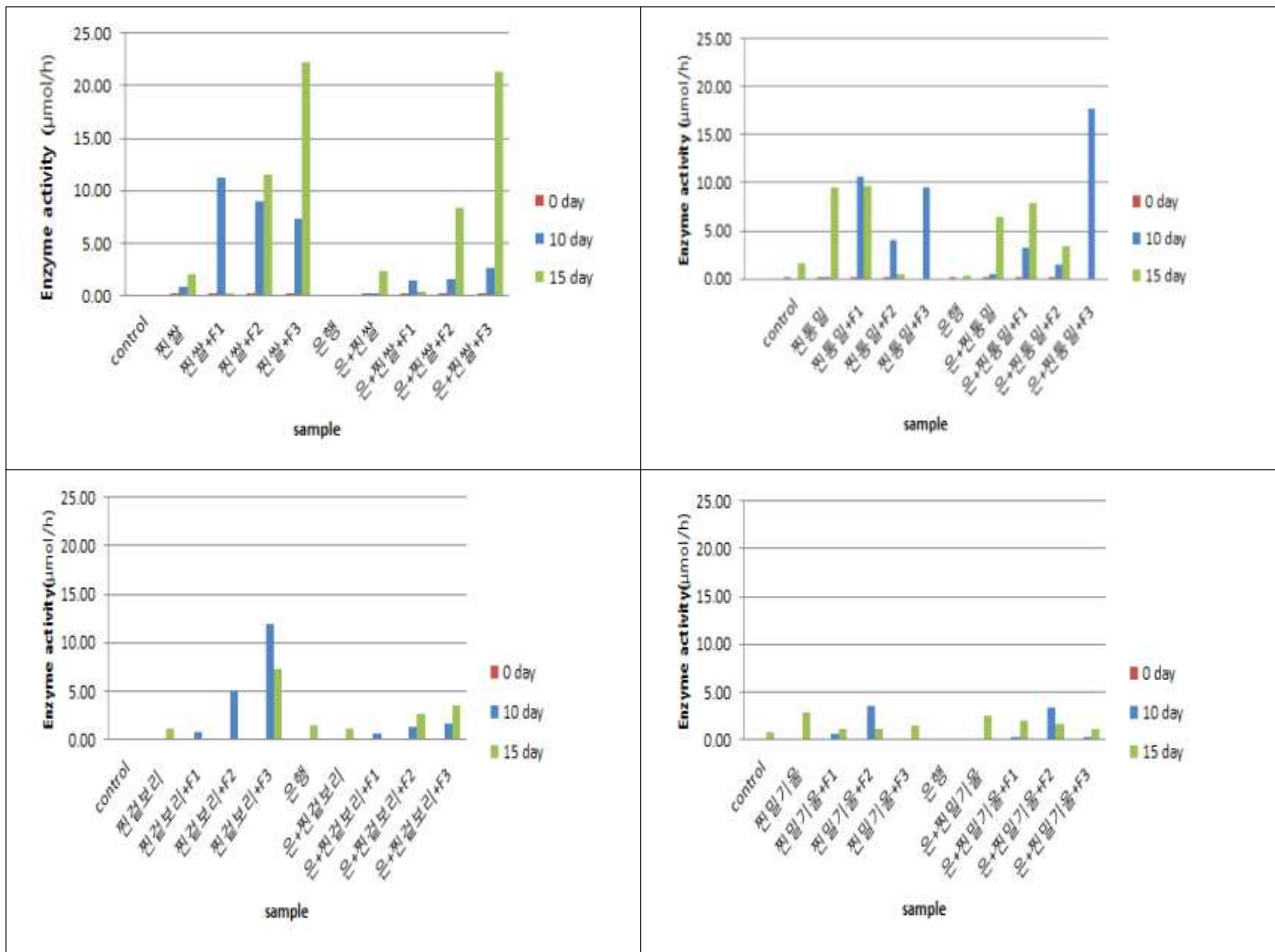 25.00
20.00
15.00
10.00
5.00
0.00
Enzyme activity (μmol/h)
control
찐쌀
찐쌀+F1
찐쌀+F2
찐쌀+F3
은행
은+찐쌀
은+찐쌀+F1
은+찐쌀+F2
은+찐쌀+F3
sample
0 day
10 day
15 day
25.00
20.00
15.00
10.00
5.00
0.00
Enzyme activity (μmol/h)
control
찐통밀
찐통밀+F1
찐통밀+F2
찐통밀+F3
은행
은+찐통밀
은+찐통밀+F1
은+찐통밀+F2
은+찐통밀+F3
sample
0 day
10 day
15 day
25.00
20.00
15.00
10.00
5.00
0.00
Enzyme activity(μmol/h)
control
찐겉보리
찐겉보리+F1
찐겉보리+F2
찐겉보리+F3
은행
은+찐겉보리
은+찐겉보리+F1
은+찐겉보리+F2
은+찐겉보리+F3
sample
0 day
10 day
15 day
25.00
20.00
15.00
10.00
5.00
0.00
Enzyme activity (μmol/h)
control
찐밀기울
찐밀기울+F1
찐밀기울+F2
찐밀기울+F3
은행
은+찐밀기울
은+찐밀기울+F1
은+찐밀기울+F2
은+찐밀기울+F3
sample
0 day
10 day
15 day